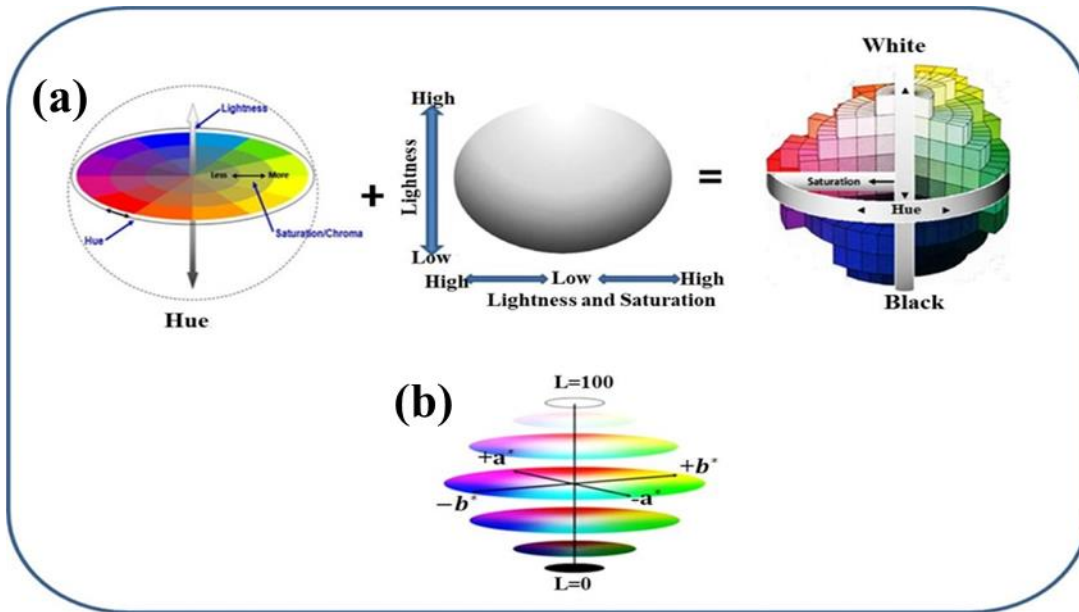 (a)
Lightness
Less
More
Hue
Saturation/Chroma
Hue
+
High
Lightness
Low
High
Low
High
Lightness and Saturation
=
White
Saturation
Hue
Black
(b)
L=100
+a*
+b*
−b*
-a*
L=0